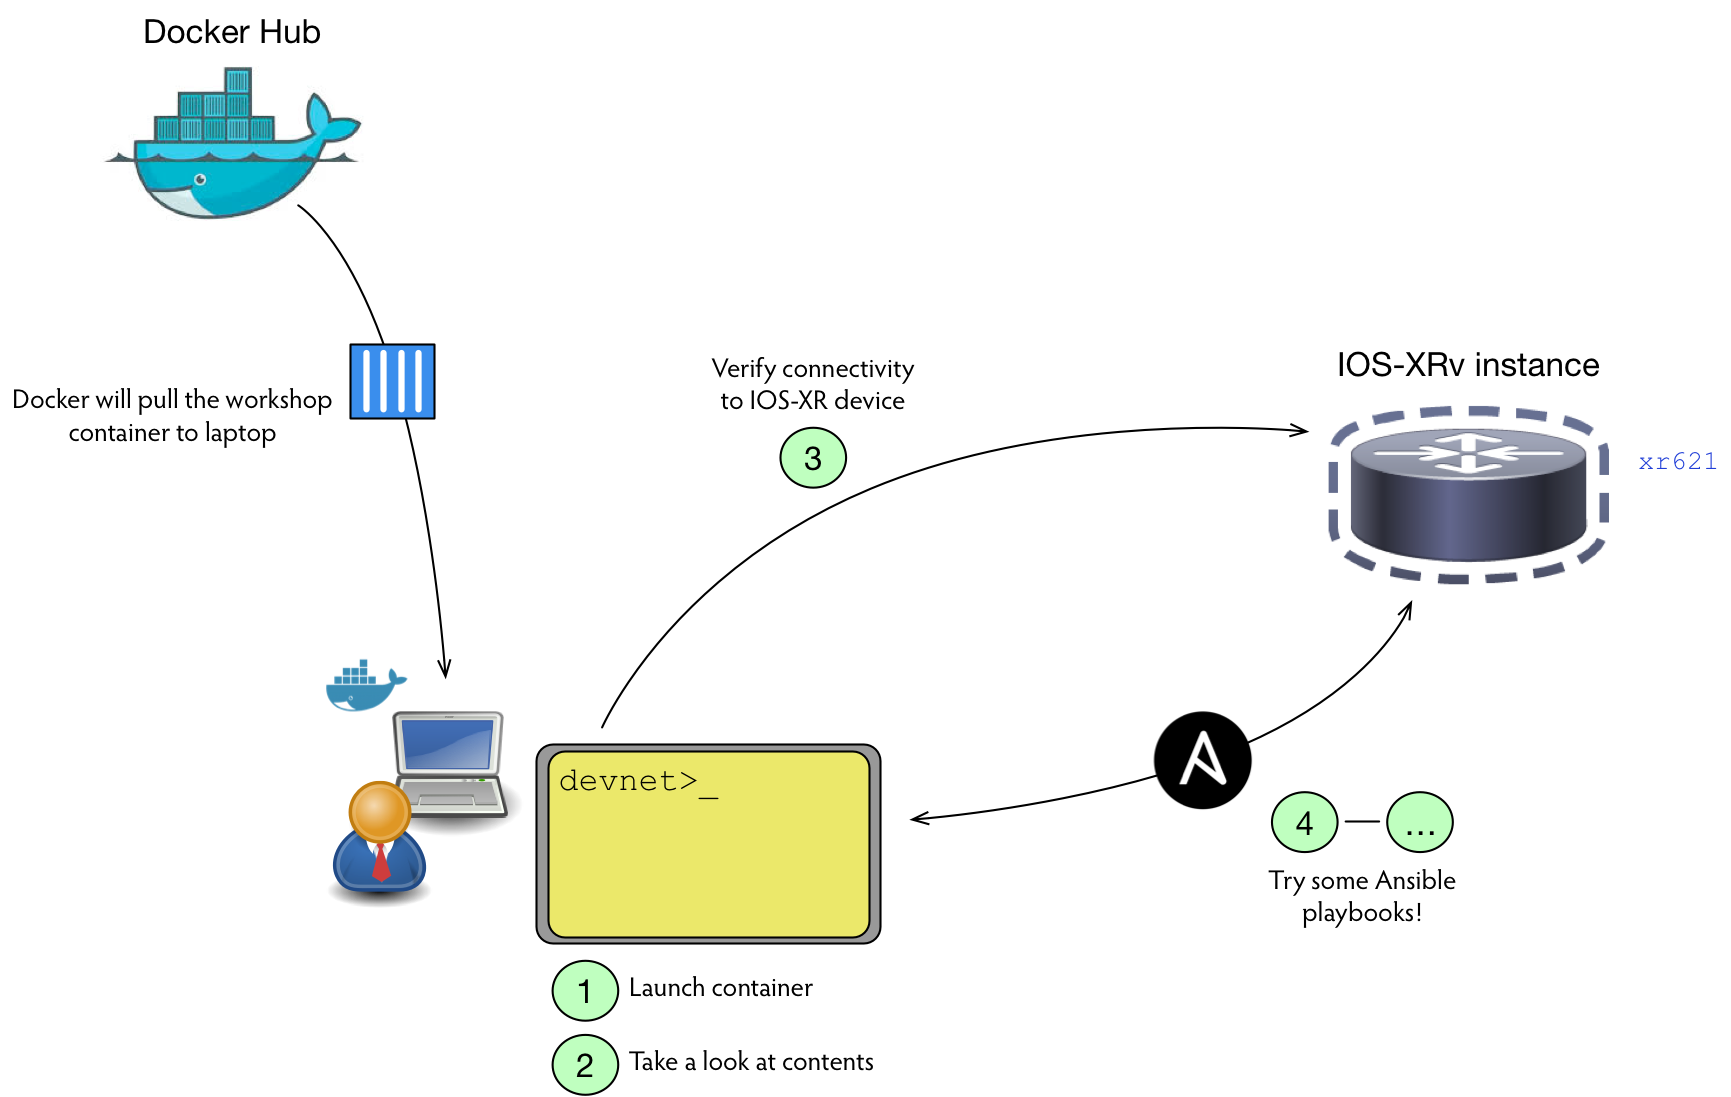 Docker Hub
Docker will pull the workshop
container to laptop
Verify connectivity
to IOS-XR device
3
IOS-XRv instance
xr621
devnet>_
4
...
Try some Ansible
playbooks!
1
Launch container
2
Take a look at contents